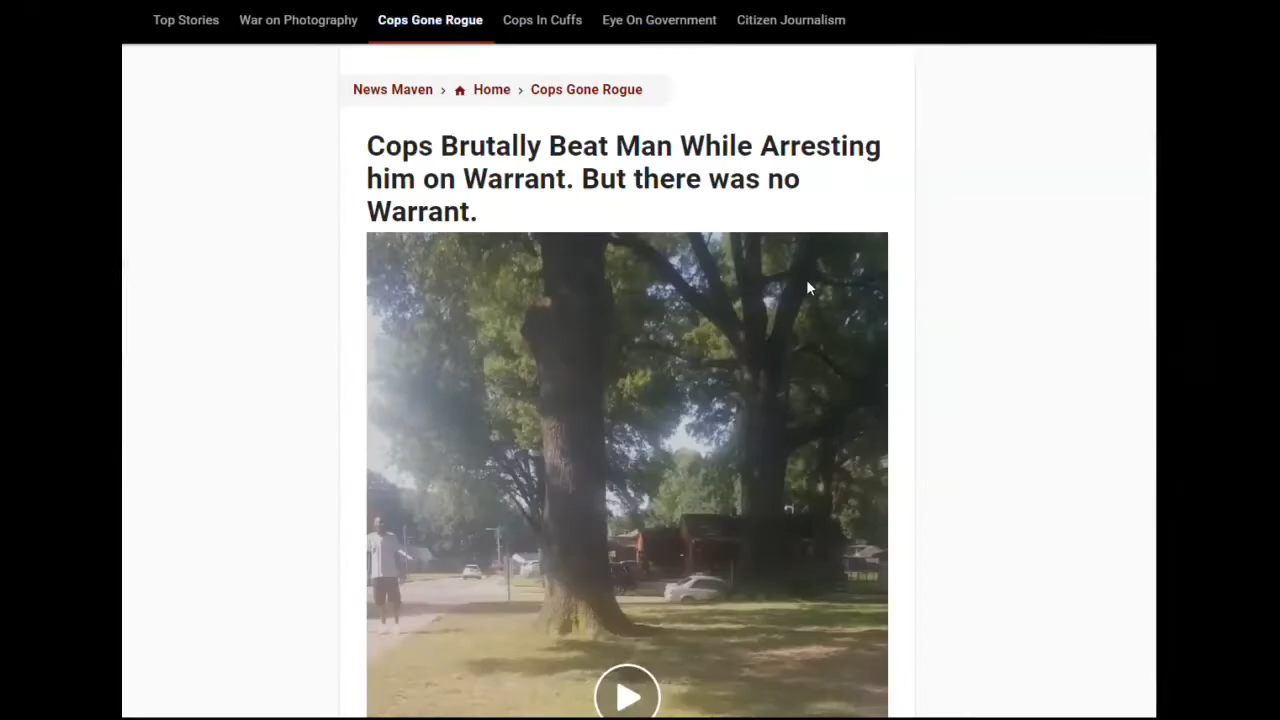 Top Stories War on Photography Cops Gone Rogue Cops In Cuffs Eye On Government Citizen Journalism
News Maven › Home › Cops Gone Rogue
Cops Brutally Beat Man While Arresting
him on Warrant. But there was no
Warrant.